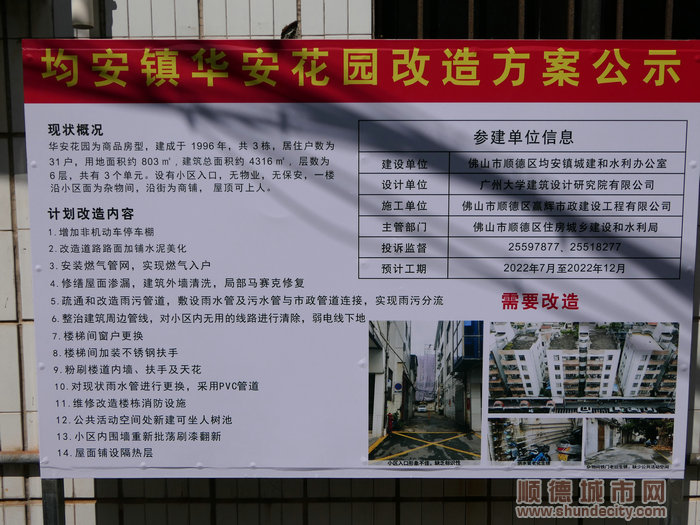 均安镇华安花园改造方案公示
现状概况
华安花园为商品房型，建成于1996年，共3栋，居住户数为
31户，用地面积约803㎡，建筑总面积约4316㎡，层数为
6层，共有3个单元。设有小区入口，无物业，无保安，一楼
沿小区面为杂物间，沿街为商铺，屋顶可上人。
计划改造内容
1.增加非机动车停车棚
2.改造道路路面加铺水泥美化
3.安装燃气管网，实现燃气入户
4.修缮屋面渗漏，建筑外墙清洗，局部马赛克修复
5.疏通和改造雨污管道，敷设雨水管及污水管与市政管道连接，实现雨污分流
6.整治建筑周边管线，对小区内无用的线路进行清除，弱电线下地
7.楼梯间窗户更换
8.楼梯间加装不锈钢扶手
9.粉刷楼道内墙、扶手及天花
10.对现状雨水管进行更换，采用PVC管道
11.维修改造楼栋消防设施
12.公共活动空间处新建可坐人树池
13.小区内围墙重新批荡刷漆翻新
14.屋面铺设隔热层
参建单位信息
建设单位 佛山市顺德区均安镇城建和水利办公室
设计单位 广州大学建筑设计研究院有限公司
施工单位 佛山市顺德区赢辉市政建设工程有限公司
主管部门 佛山市顺德区住房城乡建设和水利局
投诉监督 25597877、25518277
预计工期 2022年7月至2022年12月
需要改造
小区入口形象不佳，缺乏标识性
顺德城市网
www.shundecity.com